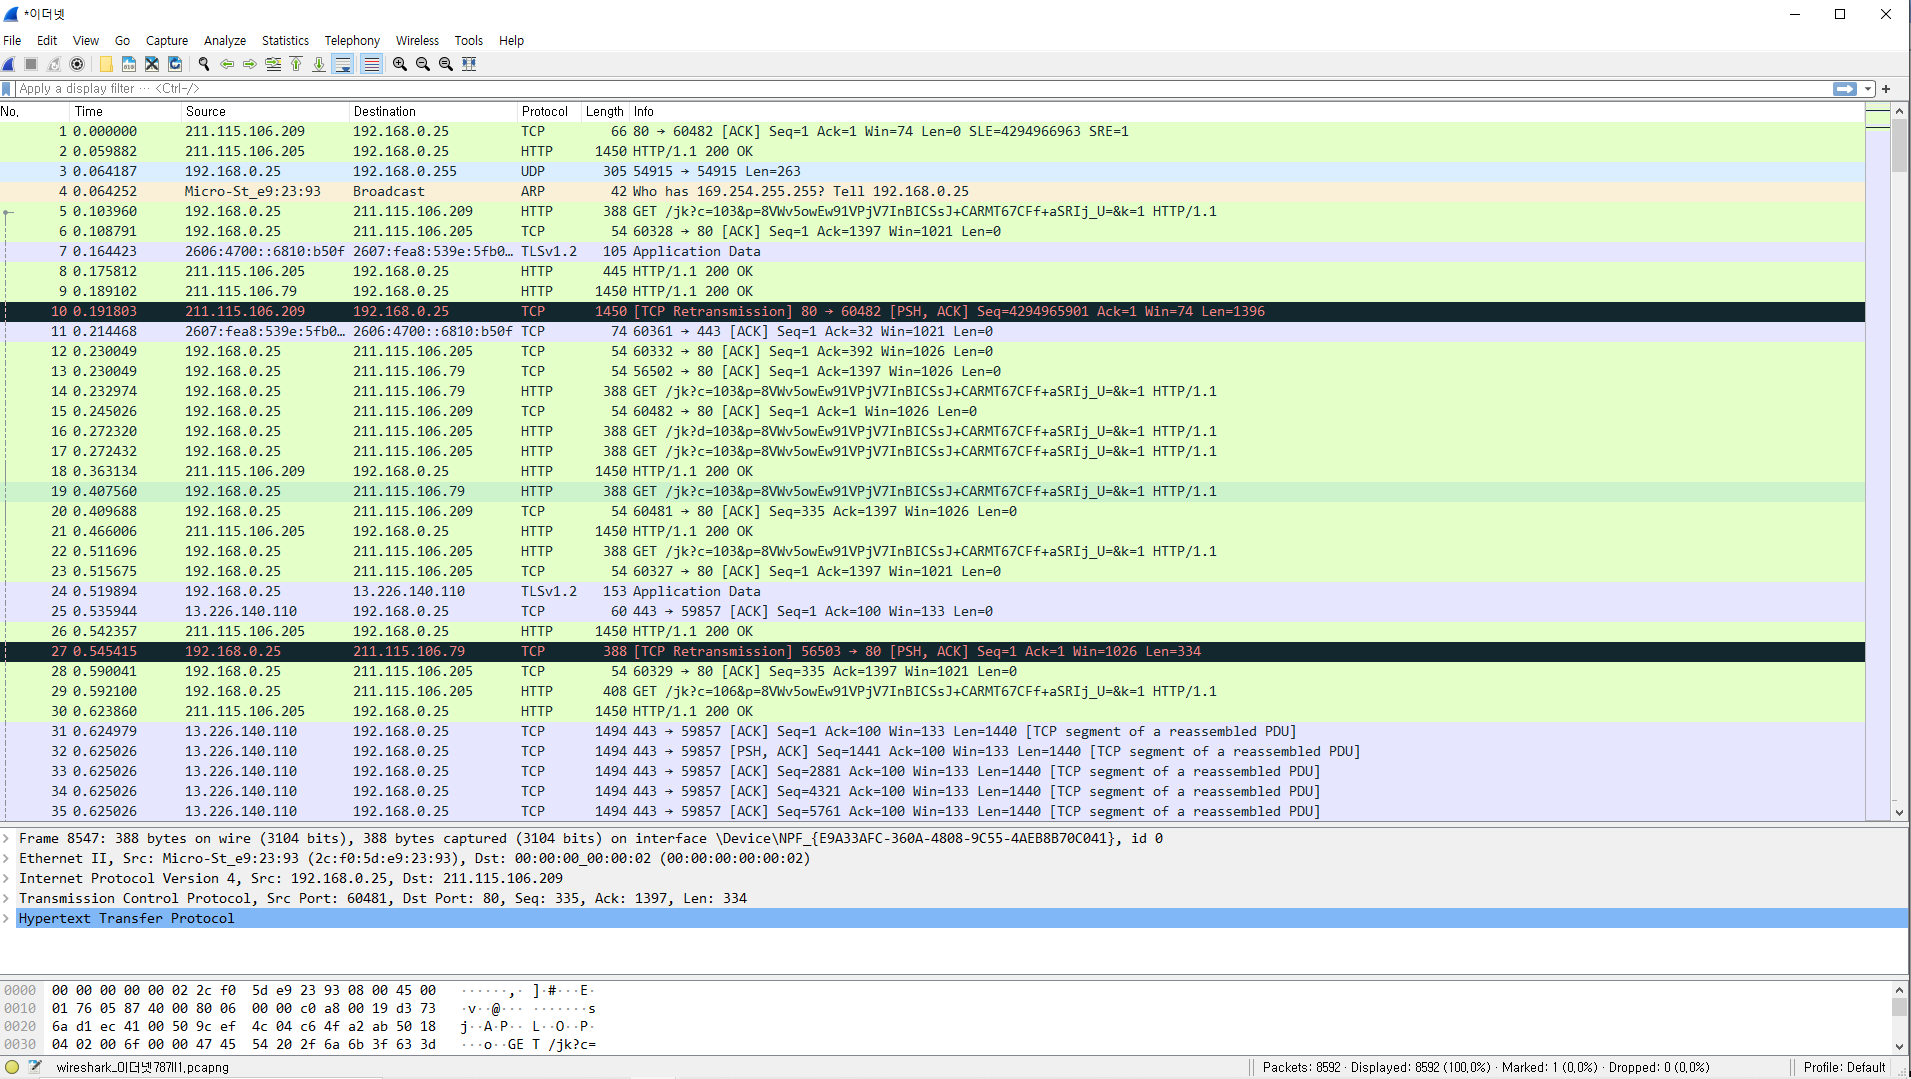 *이더넷
File Edit View Go Capture Analyze Statistics Telephony Wireless Tools Help
Apply a display filter ··· <Ctrl-/>
No. Time Source Destination Protocol Length Info
1 0.000000 211.115.106.209 192.168.0.25 TCP 66 80 → 60482 [ACK] Seq=1 Ack=1 Win=74 Len=0 SLE=4294966963 SRE=1
2 0.059882 211.115.106.205 192.168.0.25 HTTP 1450 HTTP/1.1 200 OK
3 0.064187 192.168.0.25 192.168.0.255 UDP 305 54915 → 54915 Len=263
4 0.064252 Micro-St_e9:23:93 Broadcast ARP 42 Who has 169.254.255.255? Tell 192.168.0.25
5 0.103960 192.168.0.25 211.115.106.209 HTTP 388 GET /jk?c=103&p=8VWv5owEw91VPjV7InBICSsJ+CARMT67CFf+aSRIj_U=&k=1 HTTP/1.1
6 0.108791 192.168.0.25 211.115.106.205 TCP 54 60328 → 80 [ACK] Seq=1 Ack=1397 Win=1021 Len=0
7 0.164423 2606:4700::6810:b50f 2607:fea8:539e:5fb0… TLSv1.2 105 Application Data
8 0.175812 211.115.106.205 192.168.0.25 HTTP 445 HTTP/1.1 200 OK
9 0.189102 211.115.106.79 192.168.0.25 HTTP 1450 HTTP/1.1 200 OK
10 0.191803 211.115.106.209 192.168.0.25 TCP 1450 [TCP Retransmission] 80 → 60482 [PSH, ACK] Seq=4294965901 Ack=1 Win=74 Len=1396
11 0.214468 2607:fea8:539e:5fb0… 2606:4700::6810:b50f TCP 74 60361 → 443 [ACK] Seq=1 Ack=32 Win=1021 Len=0
12 0.230049 192.168.0.25 211.115.106.205 TCP 54 60332 → 80 [ACK] Seq=1 Ack=392 Win=1026 Len=0
13 0.230049 192.168.0.25 211.115.106.79 TCP 54 56502 → 80 [ACK] Seq=1 Ack=1397 Win=1026 Len=0
14 0.232974 192.168.0.25 211.115.106.79 HTTP 388 GET /jk?c=103&p=8VWv5owEw91VPjV7InBICSsJ+CARMT67CFf+aSRIj_U=&k=1 HTTP/1.1
15 0.245026 192.168.0.25 211.115.106.209 TCP 54 60482 → 80 [ACK] Seq=1 Ack=1 Win=1026 Len=0
16 0.272320 192.168.0.25 211.115.106.205 HTTP 388 GET /jk?d=103&p=8VWv5owEw91VPjV7InBICSsJ+CARMT67CFf+aSRIj_U=&k=1 HTTP/1.1
17 0.272432 192.168.0.25 211.115.106.205 HTTP 388 GET /jk?c=103&p=8VWv5owEw91VPjV7InBICSsJ+CARMT67CFf+aSRIj_U=&k=1 HTTP/1.1
18 0.363134 211.115.106.209 192.168.0.25 HTTP 1450 HTTP/1.1 200 OK
19 0.407560 192.168.0.25 211.115.106.79 HTTP 388 GET /jk?c=103&p=8VWv5owEw91VPjV7InBICSsJ+CARMT67CFf+aSRIj_U=&k=1 HTTP/1.1
20 0.409688 192.168.0.25 211.115.106.209 TCP 54 60481 → 80 [ACK] Seq=335 Ack=1397 Win=1026 Len=0
21 0.466006 211.115.106.205 192.168.0.25 HTTP 1450 HTTP/1.1 200 OK
22 0.511696 192.168.0.25 211.115.106.205 HTTP 388 GET /jk?c=103&p=8VWv5owEw91VPjV7InBICSsJ+CARMT67CFf+aSRIj_U=&k=1 HTTP/1.1
23 0.515675 192.168.0.25 211.115.106.205 TCP 54 60327 → 80 [ACK] Seq=1 Ack=1397 Win=1021 Len=0
24 0.519894 192.168.0.25 13.226.140.110 TLSv1.2 153 Application Data
25 0.535944 13.226.140.110 192.168.0.25 TCP 60 443 → 59857 [ACK] Seq=1 Ack=100 Win=133 Len=0
26 0.542357 211.115.106.205 192.168.0.25 HTTP 1450 HTTP/1.1 200 OK
27 0.545415 192.168.0.25 211.115.106.79 TCP 388 [TCP Retransmission] 56503 → 80 [PSH, ACK] Seq=1 Ack=1 Win=1026 Len=334
28 0.590041 192.168.0.25 211.115.106.205 TCP 54 60329 → 80 [ACK] Seq=335 Ack=1397 Win=1021 Len=0
29 0.592100 192.168.0.25 211.115.106.205 HTTP 408 GET /jk?c=106&p=8VWv5owEw91VPjV7InBICSsJ+CARMT67CFf+aSRIj_U=&k=1 HTTP/1.1
30 0.623860 211.115.106.205 192.168.0.25 HTTP 1450 HTTP/1.1 200 OK
31 0.624979 13.226.140.110 192.168.0.25 TCP 1494 443 → 59857 [ACK] Seq=1 Ack=100 Win=133 Len=1440 [TCP segment of a reassembled PDU]
32 0.625026 13.226.140.110 192.168.0.25 TCP 1494 443 → 59857 [PSH, ACK] Seq=1441 Ack=100 Win=133 Len=1440 [TCP segment of a reassembled PDU]
33 0.625026 13.226.140.110 192.168.0.25 TCP 1494 443 → 59857 [ACK] Seq=2881 Ack=100 Win=133 Len=1440 [TCP segment of a reassembled PDU]
34 0.625026 13.226.140.110 192.168.0.25 TCP 1494 443 → 59857 [ACK] Seq=4321 Ack=100 Win=133 Len=1440 [TCP segment of a reassembled PDU]
35 0.625026 13.226.140.110 192.168.0.25 TCP 1494 443 → 59857 [ACK] Seq=5761 Ack=100 Win=133 Len=1440 [TCP segment of a reassembled PDU]
Frame 8547: 388 bytes on wire (3104 bits), 388 bytes captured (3104 bits) on interface \Device\NPF_{E9A33AFC-360A-4808-9C55-4AEB8B70C041}, id 0
Ethernet II, Src: Micro-St_e9:23:93 (2c:f0:5d:e9:23:93), Dst: 00:00:00_00:00:02 (00:00:00:00:00:02)
Internet Protocol Version 4, Src: 192.168.0.25, Dst: 211.115.106.209
Transmission Control Protocol, Src Port: 60481, Dst Port: 80, Seq: 335, Ack: 1397, Len: 334
Hypertext Transfer Protocol
0000 00 00 00 00 00 02 2c f0 5d e9 23 93 08 00 45 00 ······,· ]·#···E·
0010 01 76 05 87 40 00 80 06 00 00 c0 a8 00 19 d3 73 ·v··@··· ·······s
0020 6a d1 ec 41 00 50 9c ef 4c 04 c6 4f a2 ab 50 18 j··A·P·· L··O··P·
0030 04 02 00 6f 00 00 47 45 54 20 2f 6a 6b 3f 63 3d ···o··GE T /jk?c=
wireshark_이더넷787II1.pcapng Packets: 8592 · Displayed: 8592 (100.0%) · Marked: 1 (0.0%) · Dropped: 0 (0.0%) Profile: Default